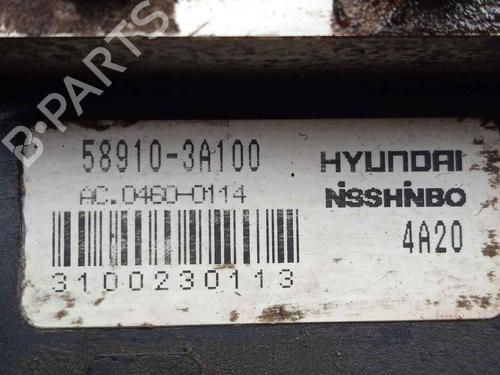 58910-3A100 HYUNDAI
AC.0460-0114 NiSSHiNBO
4A20
3100230113
B-PARTS